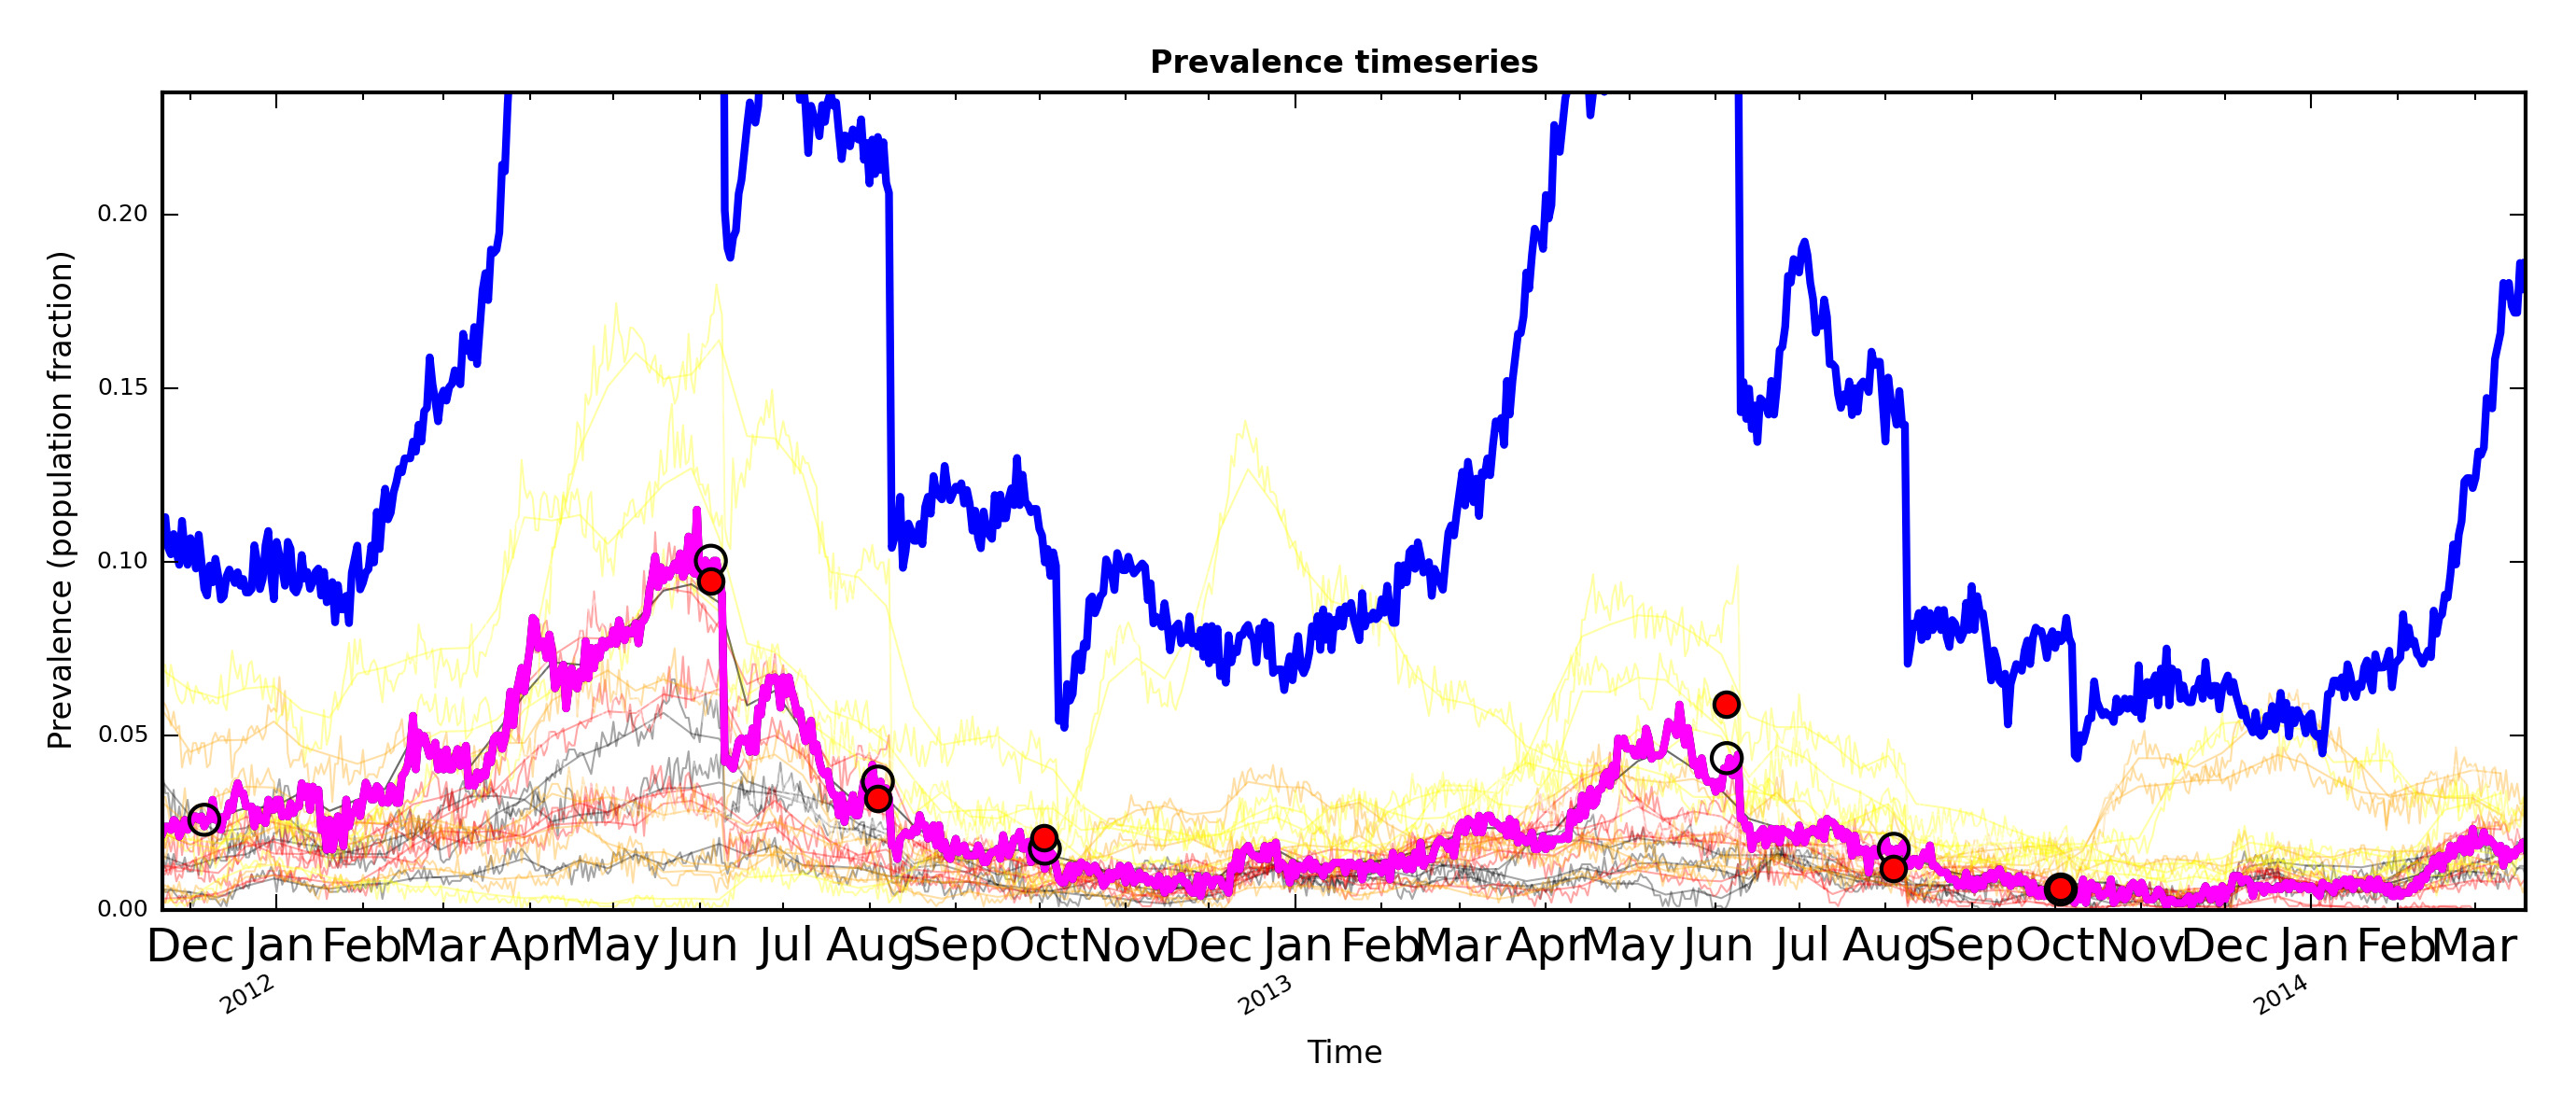 Prevalence timeseries
Prevalence (population fraction)
0.20
0.15
0.10
0.05
0.00
Dec Jan Feb Mar Apr May Jun Jul Aug Sep Oct Nov Dec Jan Feb Mar Apr May Jun Jul Aug Sep Oct Nov Dec Jan Feb Mar
2012 2013 2014
Time